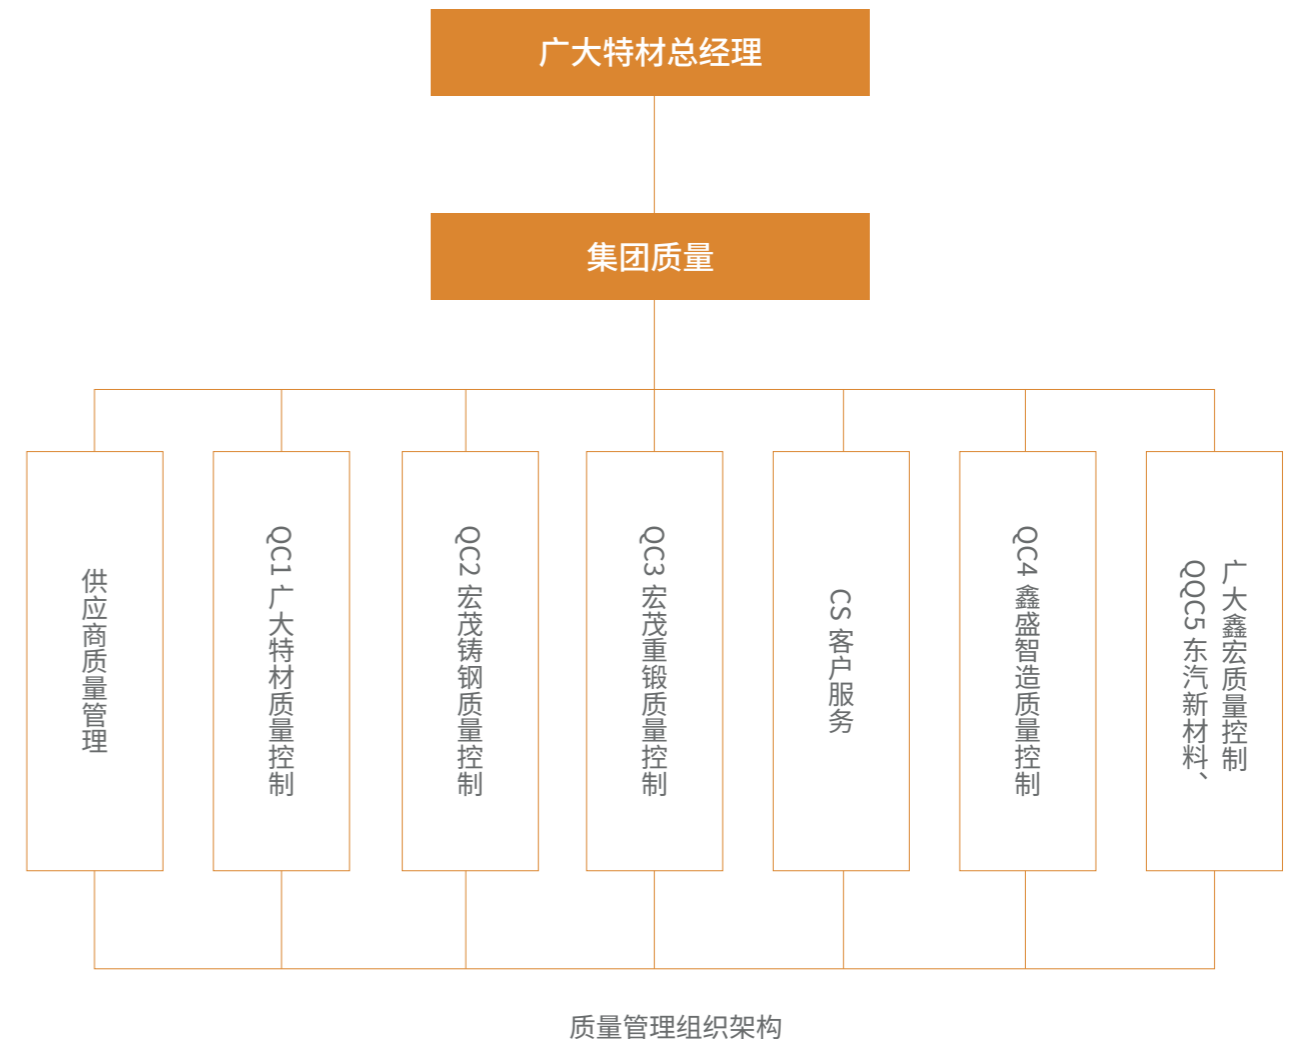 广大特材总经理
集团质量
供应商质量管理
QC1 广大特材质量控制
QC2 宏茂铸钢质量控制
QC3 宏茂重锻质量控制
CS 客户服务
QC4 鑫盛智造质量控制
QQC5 东汽新材料、
广大鑫宏质量控制
质量管理组织架构